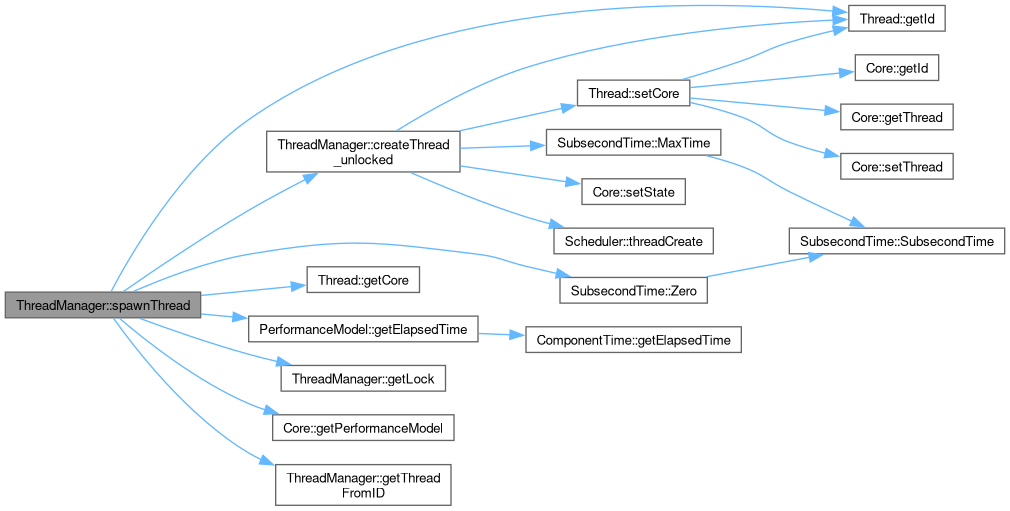 Thread::getId
Core::getId
Thread::setCore
Core::getThread
ThreadManager::createThread
_unlocked
SubsecondTime::MaxTime
Core::setThread
Core::setState
Scheduler::threadCreate
SubsecondTime::SubsecondTime
Thread::getCore
SubsecondTime::Zero
ThreadManager::spawnThread
PerformanceModel::getElapsedTime
ComponentTime::getElapsedTime
ThreadManager::getLock
Core::getPerformanceModel
ThreadManager::getThread
FromID